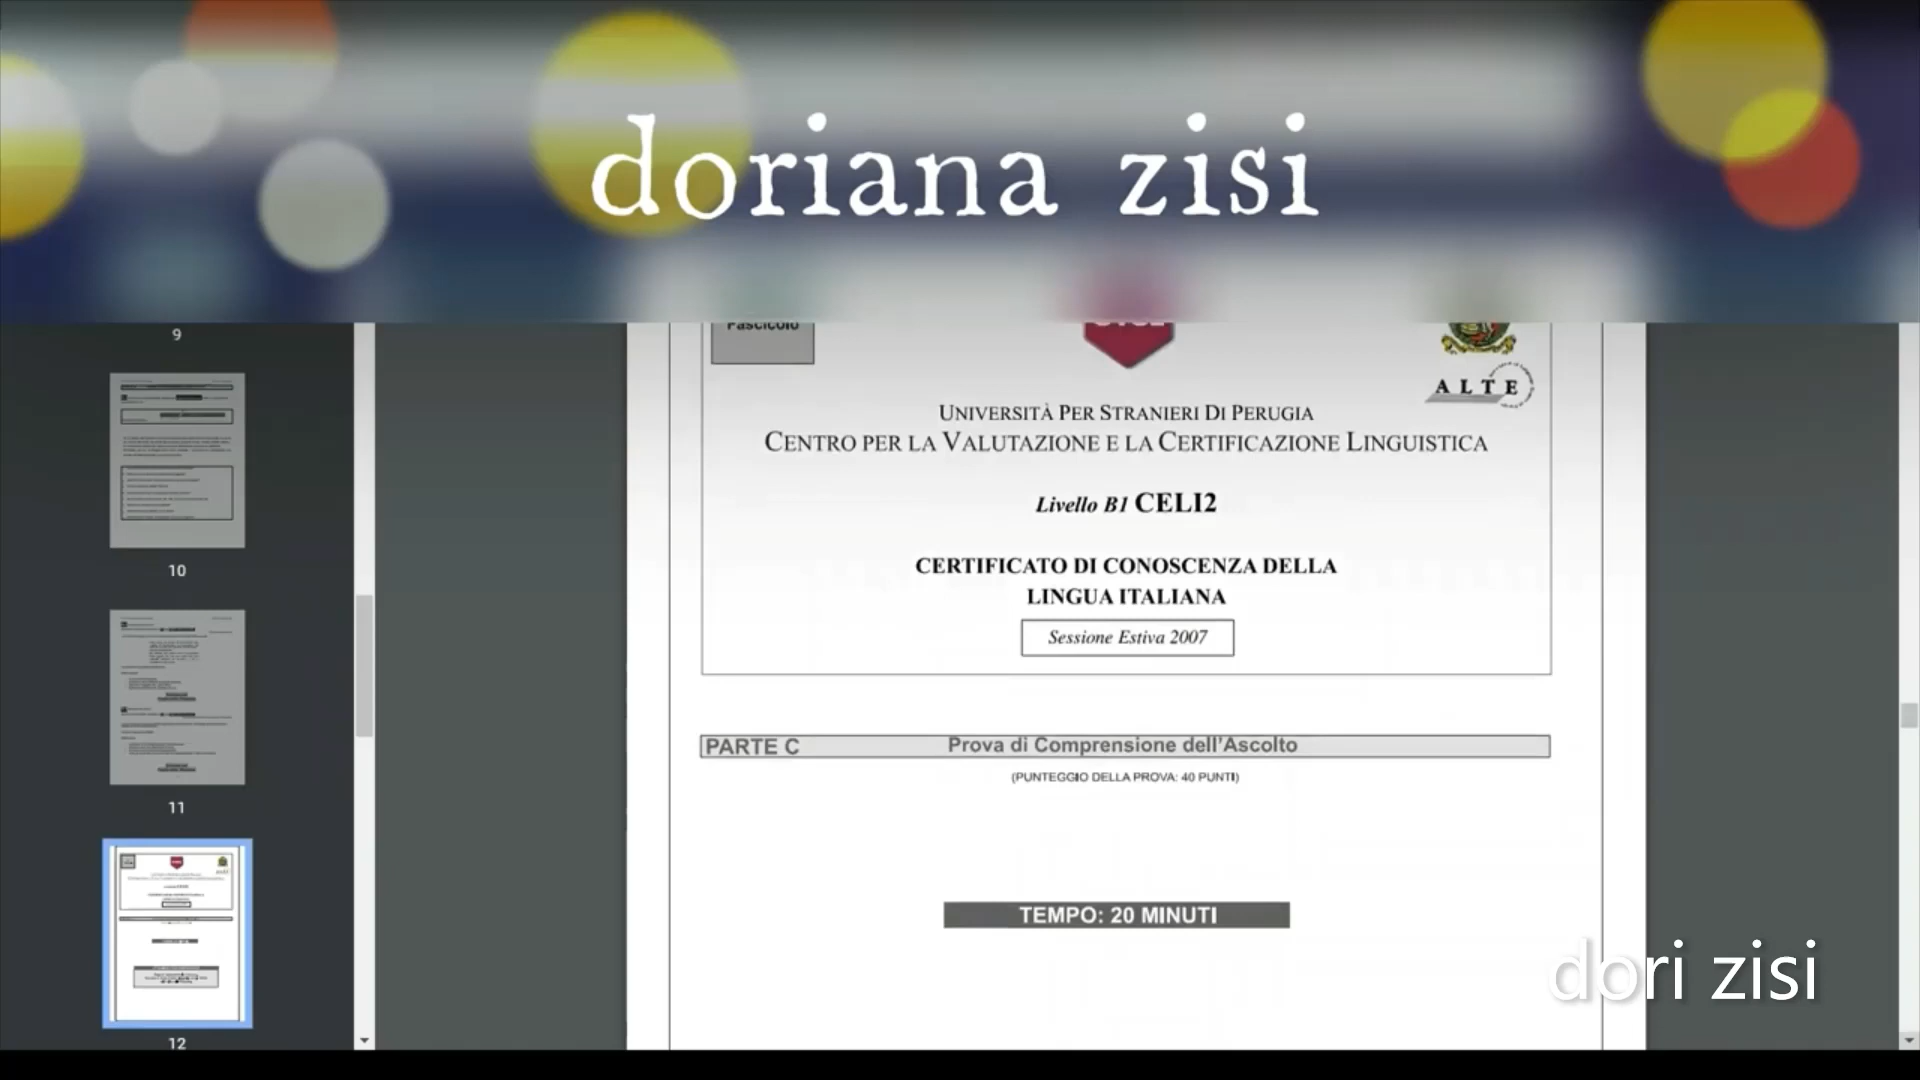 doriana zisi
9
10
11
12
Fascicolo
ALTE
UNIVERSITÀ PER STRANIERI DI PERUGIA
CENTRO PER LA VALUTAZIONE E LA CERTIFICAZIONE LINGUISTICA
Livello B1 CELI2
CERTIFICATO DI CONOSCENZA DELLA
LINGUA ITALIANA
Sessione Estiva 2007
PARTE C Prova di Comprensione dell'Ascolto
(PUNTEGGIO DELLA PROVA: 40 PUNTI)
TEMPO: 20 MINUTI
dori zisi